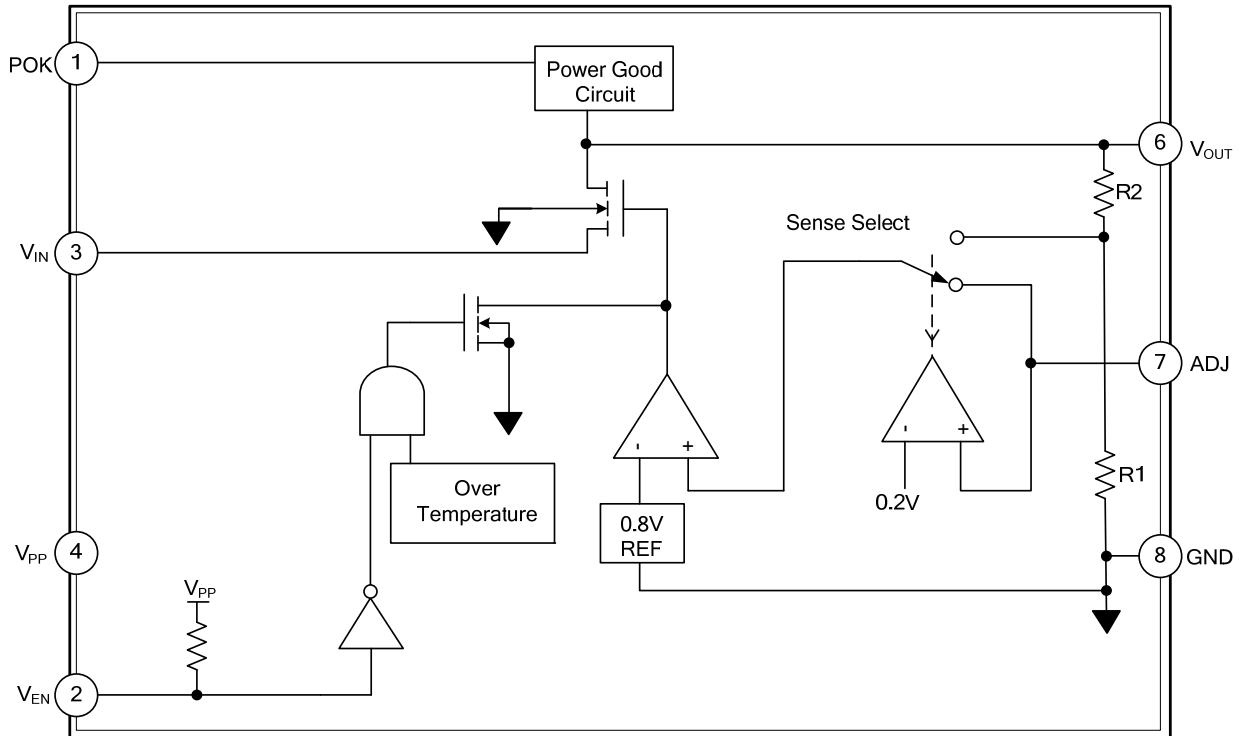 POK
1
Power Good
Circuit
6
VOUT
R2
Sense Select
VIN
3
7
ADJ
-
+
-
+
0.2V
R1
Over
Temperature
0.8V
REF
VPP
4
8
GND
VPP
VEN
2